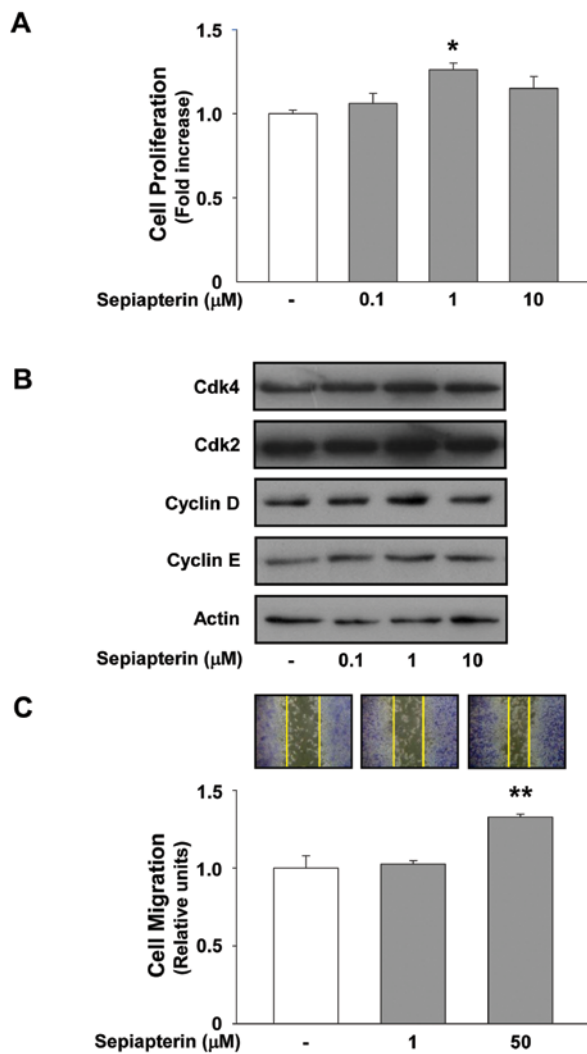 A
Cell Proliferation
(Fold increase)
1.5
*
1.0
0.5
0
Sepiapterin (μM) - 0.1 1 10
B
Cdk4
Cdk2
Cyclin D
Cyclin E
Actin
Sepiapterin (μM) - 0.1 1 10
C
Cell Migration
(Relative units)
1.5
**
1.0
0.5
0
Sepiapterin (μM) - 1 50